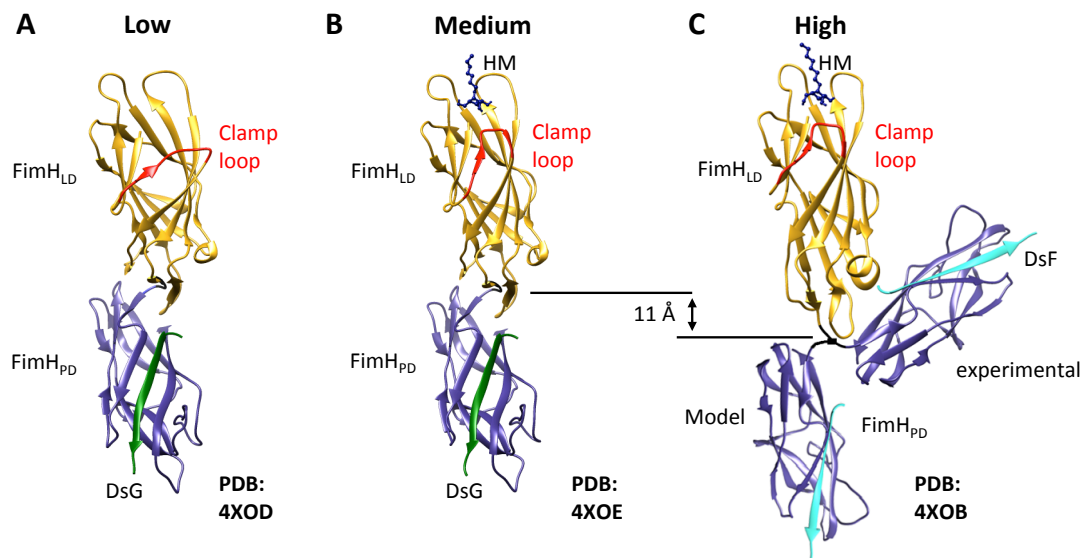 A
Low
Clamp
loop
FimHLD
FimHPD
DsG
PDB:
4XOD
B
Medium
HM
Clamp
loop
FimHLD
FimHPD
DsG
PDB:
4XOE
11 Å
C
High
HM
Clamp
loop
FimHLD
DsF
experimental
Model
FimHPD
PDB:
4XOB